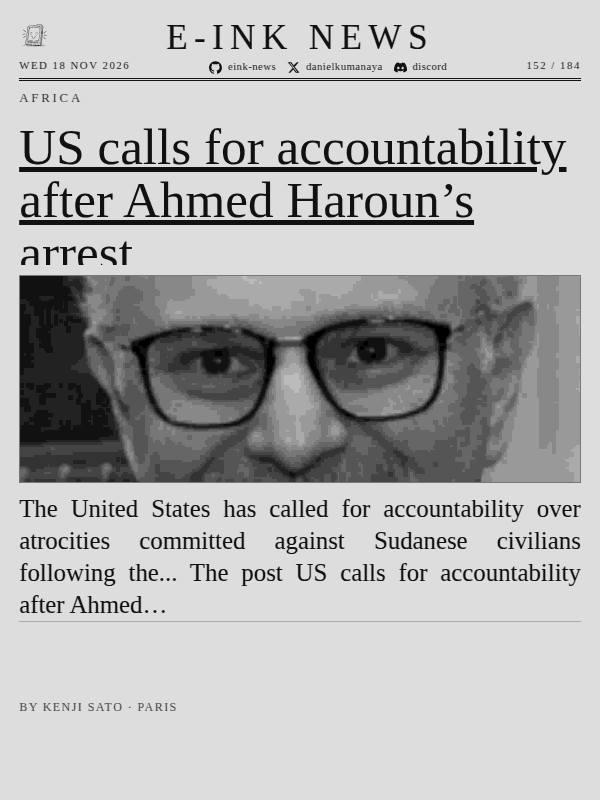 E-INK NEWS
WED 18 NOV 2026
eink-news danielkumanaya discord
152 / 184
AFRICA
US calls for accountability
after Ahmed Haroun’s
arrest
The United States has called for accountability over
atrocities committed against Sudanese civilians
following the... The post US calls for accountability
after Ahmed…
BY KENJI SATO · PARIS